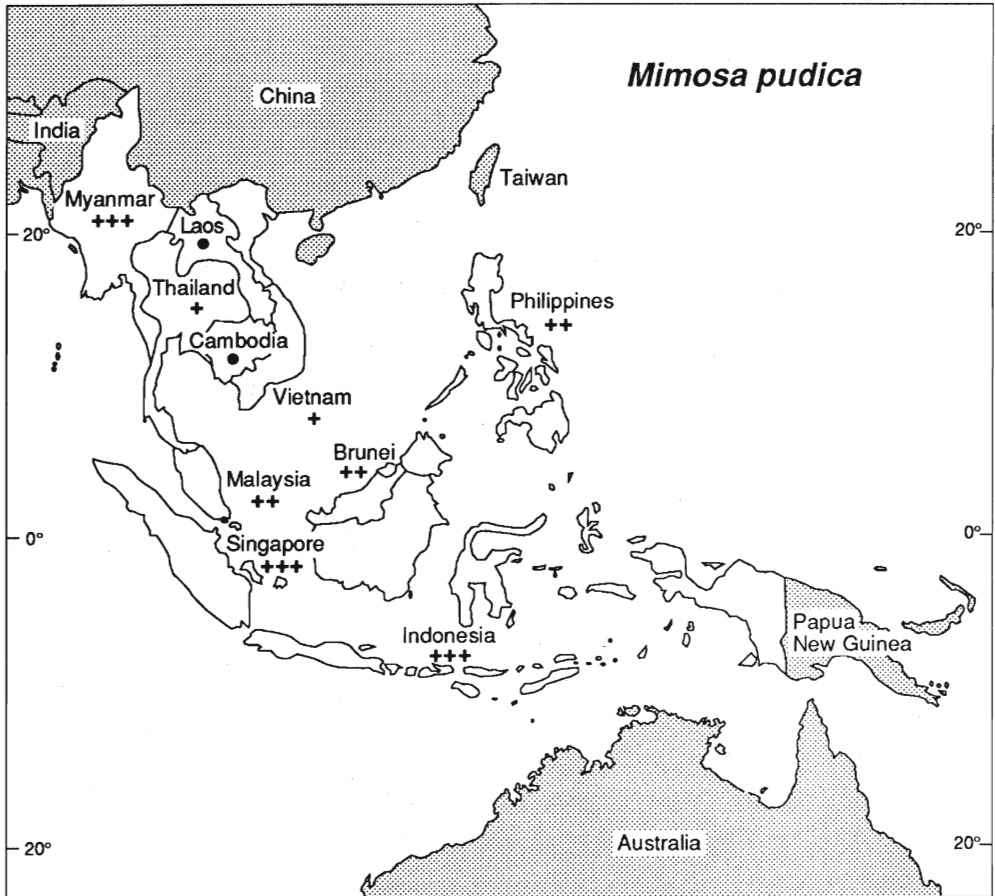 Mimosa pudica
China
India
Taiwan
Myanmar
+++
Laos
20°
20°
Thailand
+
Philippines
++
Cambodia
Vietnam
+
Brunei
++
Malaysia
++
0°
0°
Singapore
+++
Indonesia
+++
Papua
New Guinea
Australia
20°
20°